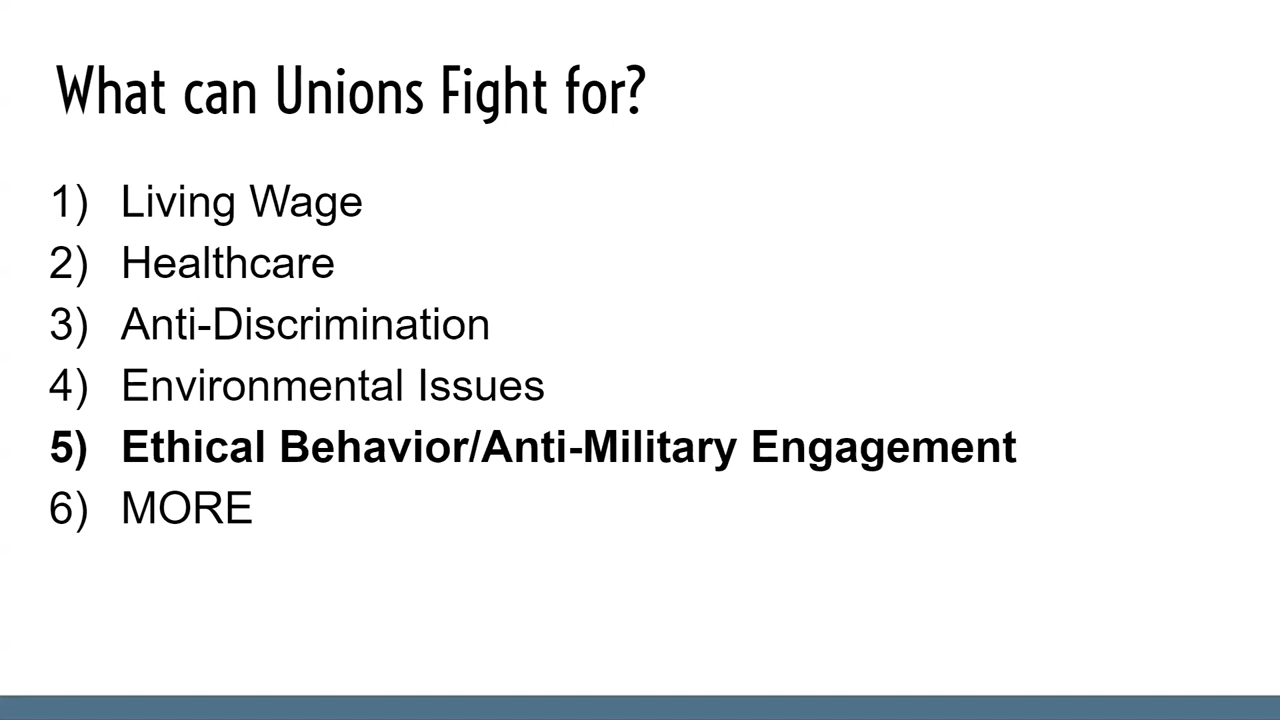 What can Unions Fight for?
1) Living Wage
2) Healthcare
3) Anti-Discrimination
4) Environmental Issues
5) Ethical Behavior/Anti-Military Engagement
6) MORE